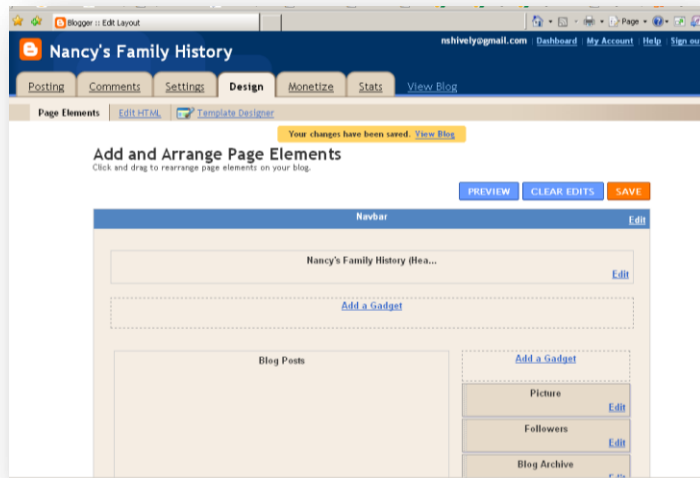 Blogger :: Edit Layout
Page
Nancy's Family History
nshively@gmail.com | Dashboard | My Account | Help | Sign ou
Posting Comments Settings Design Monetize Stats View Blog
Page Elements Edit HTML Template Designer
Your changes have been saved. View Blog
Add and Arrange Page Elements
Click and drag to rearrange page elements on your blog.
PREVIEW CLEAR EDITS SAVE
Navbar
Edit
Nancy's Family History (Hea...
Edit
Add a Gadget
Blog Posts
Add a Gadget
Picture
Edit
Followers
Edit
Blog Archive
Edit